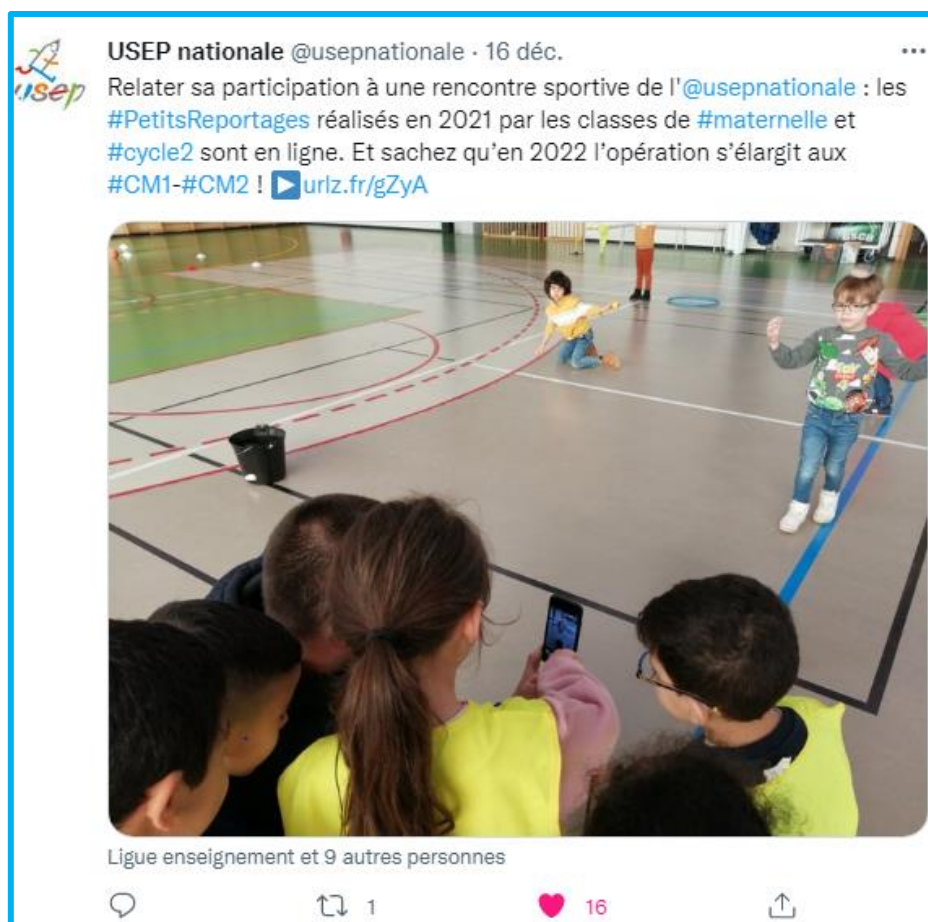 usep
USEP nationale @usepnationale · 16 déc.
Relater sa participation à une rencontre sportive de l'@usepnationale : les
#PetitsReportages réalisés en 2021 par les classes de #maternelle et
#cycle2 sont en ligne. Et sachez qu’en 2022 l’opération s’élargit aux
#CM1-#CM2 ! ▶urlz.fr/gZyA
Ligue enseignement et 9 autres personnes
1
16